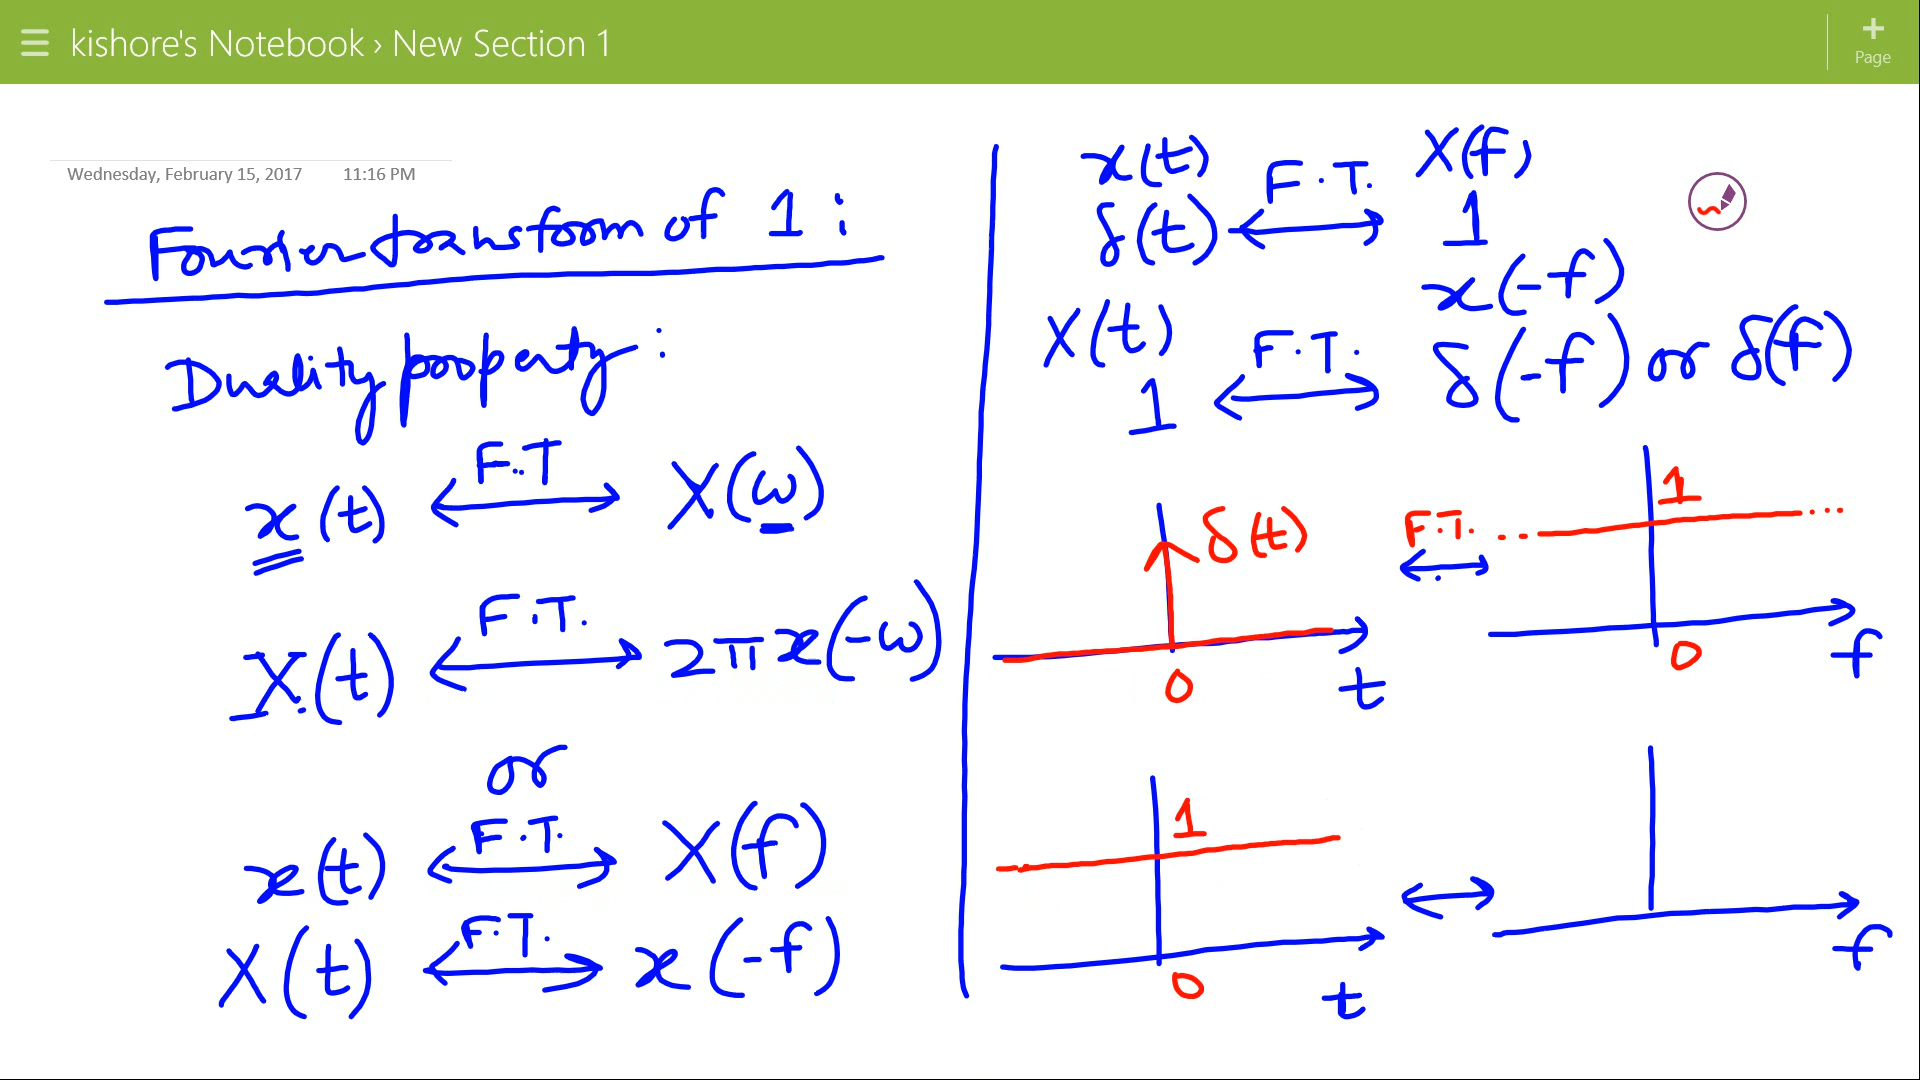 kishore's Notebook › New Section 1
Page
Wednesday, February 15, 2017 11:16 PM
Fourier transform of 1 :
Duality property :
x(t) ⟷ F.T X(ω)
X(t) ⟷ F.T. 2π x(-ω)
or
x(t) ⟷ F.T. X(f)
X(t) ⟷ F.T. x(-f)
x(t) F.T. X(f)
δ(t) ⟷ 1
X(t) F.T. x(-f)
1 ⟷ δ(-f) or δ(f)
δ(t) F.T. ⟷ 1
0 t 0 f
1 ⟷
0 t f